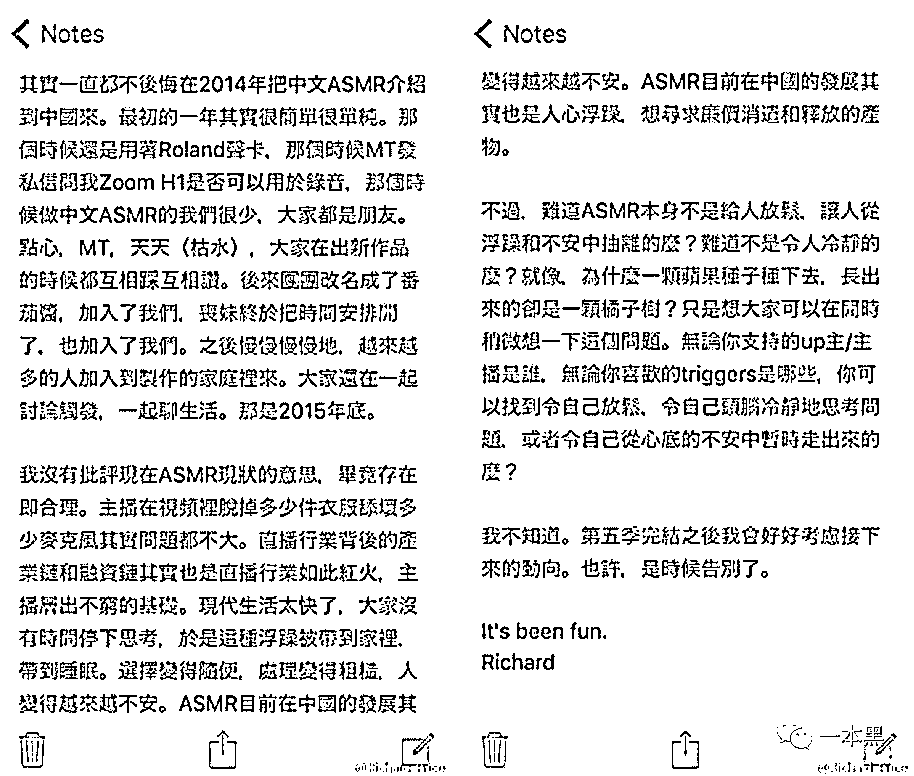 Notes
其實一直都不後悔在2014年把中文ASMR介紹
到中國來。最初的一年其實很簡單很單純。那
個時候還是用著Roland聲卡，那個時候MT發
私信問我Zoom H1是否可以用於錄音，那個時
候做中文ASMR的我們很少，大家都是朋友。
點心，MT，天天（枯水），大家在出新作品
的時候都互相踩互相讚。後來團團改名成了番
茄醬，加入了我們，喪妹終於把時間安排開
了，也加入了我們。之後慢慢慢慢地，越來越
多的人加入到製作的家庭裡來。大家還在一起
討論觸發，一起聊生活。那是2015年底。
我沒有批評現在ASMR現狀的意思，畢竟存在
即合理。主播在視頻裡脫掉多少件衣服舔壞多
少麥克風其實問題都不大。直播行業背後的產
業鏈和融資鏈其實也是直播行業如此紅火，主
播層出不窮的基礎。現代生活太快了，大家沒
有時間停下思考，於是這種浮躁被帶到家裡，
帶到睡眠。選擇變得隨便，處理變得粗糙，人
變得越來越不安。ASMR目前在中國的發展其
Notes
變得越來越不安。ASMR目前在中國的發展其
實也是人心浮躁，想尋求廉價消遣和釋放的產
物。
不過，難道ASMR本身不是給人放鬆，讓人從
浮躁和不安中抽離的麼？難道不是令人冷靜的
麼？就像，為什麼一顆蘋果種子種下去，長出
來的卻是一顆橘子樹？只是想大家可以在閒時
稍微想一下這個問題。無論你支持的up主/主
播是誰，無論你喜歡的triggers是哪些，你可
以找到令自己放鬆，令自己頭腦冷靜地思考問
題，或者令自己從心底的不安中暫時走出來的
麼？
我不知道。第五季完結之後我會好好考慮接下
來的動向。也許，是時候告別了。
It's been fun.
Richard
一本黑